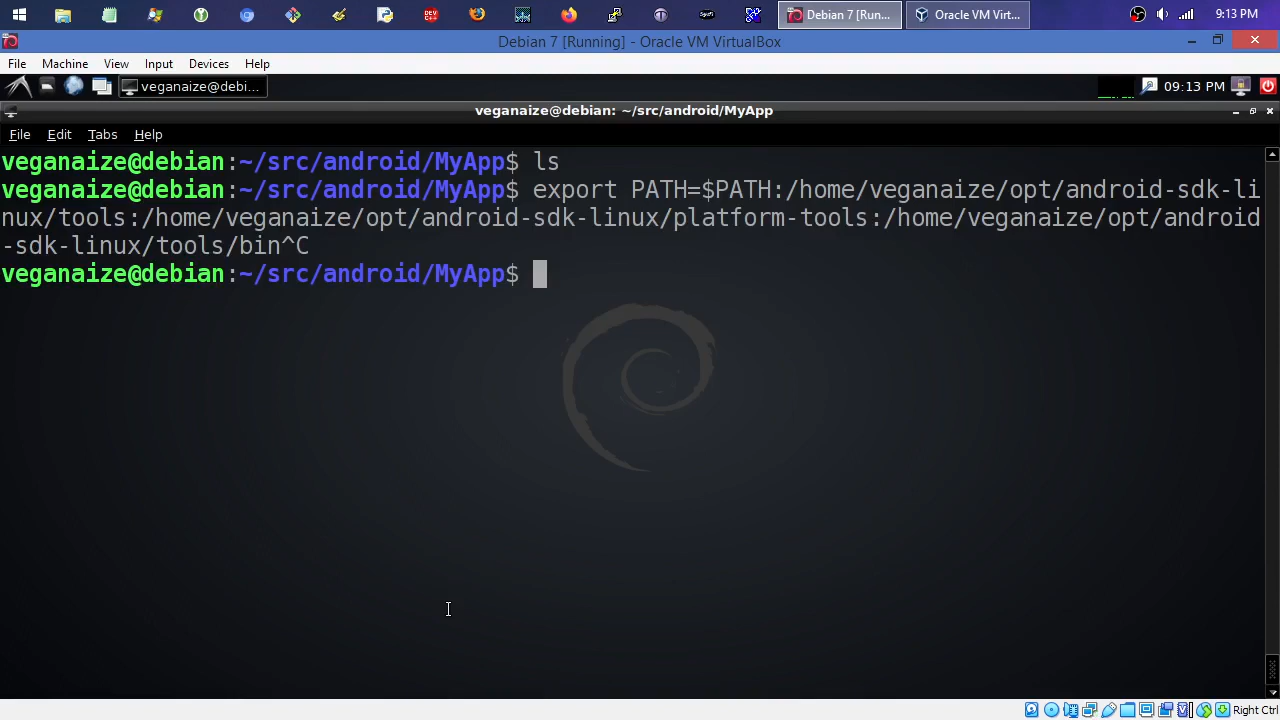 DEV C++
Spyfi
Debian 7 [Run...
Oracle VM Virt...
9:13 PM
Debian 7 [Running] - Oracle VM VirtualBox
File Machine View Input Devices Help
veganaize@debi... 09:13 PM
veganaize@debian: ~/src/android/MyApp
File Edit Tabs Help
veganaize@debian:~/src/android/MyApp$ ls
veganaize@debian:~/src/android/MyApp$ export PATH=$PATH:/home/veganaize/opt/android-sdk-li
nux/tools:/home/veganaize/opt/android-sdk-linux/platform-tools:/home/veganaize/opt/android
-sdk-linux/tools/bin^C
veganaize@debian:~/src/android/MyApp$
Right Ctrl